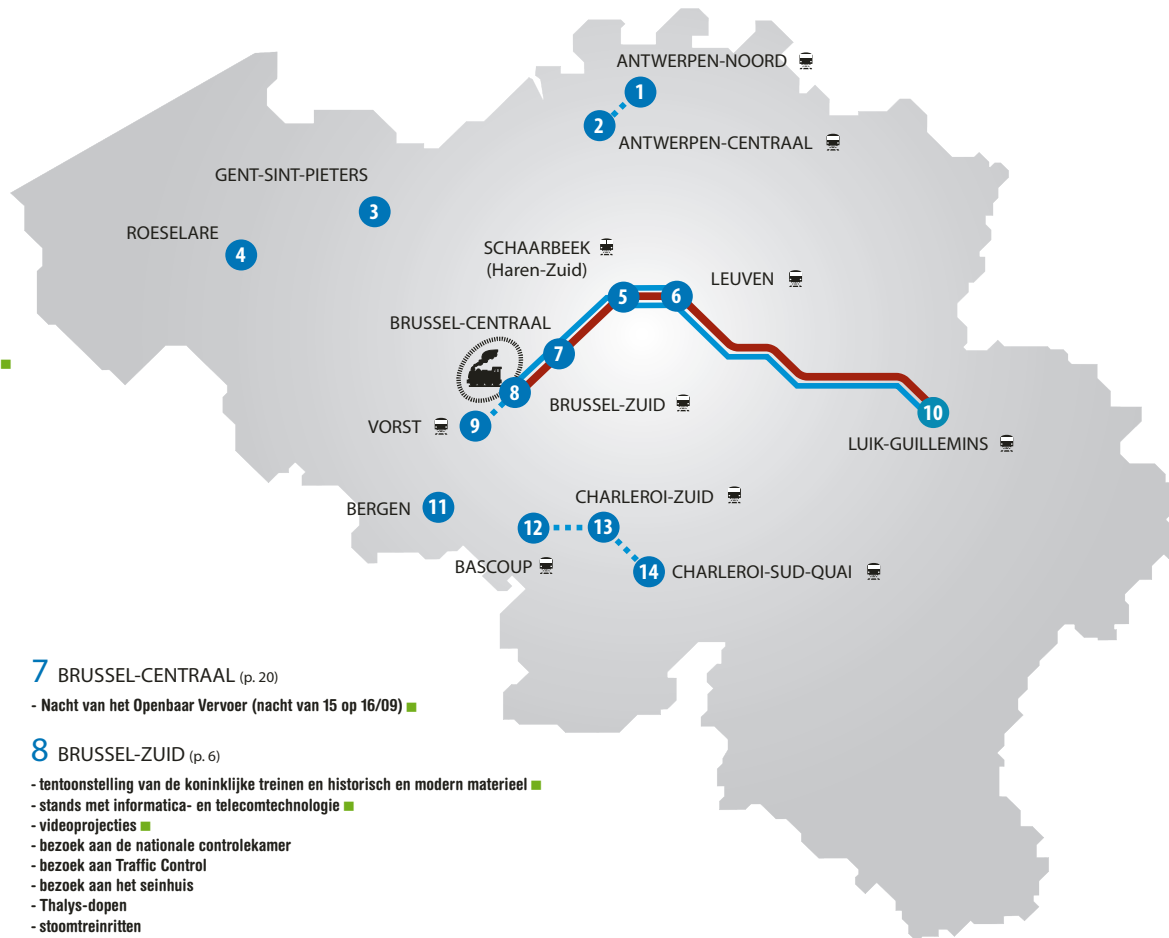 ANTWERPEN-NOORD
1
2
ANTWERPEN-CENTRAAL
GENT-SINT-PIETERS
3
ROESELARE
4
SCHAARBEEK
(Haren-Zuid)
LEUVEN
5
6
BRUSSEL-CENTRAAL
7
8
BRUSSEL-ZUID
VORST
9
10
LUIK-GUILLEMINS
BERGEN
11
CHARLEROI-ZUID
12
13
BASCOUP
14
CHARLEROI-SUD-QUAI
7 BRUSSEL-CENTRAAL (p. 20)
- Nacht van het Openbaar Vervoer (nacht van 15 op 16/09)
8 BRUSSEL-ZUID (p. 6)
- tentoonstelling van de koninklijke treinen en historisch en modern materieel
- stands met informatica- en telecomtechnologie
- videoprojecties
- bezoek aan de nationale controlekamer
- bezoek aan Traffic Control
- bezoek aan het seinhuis
- Thalys-dopen
- stoomtreinritten